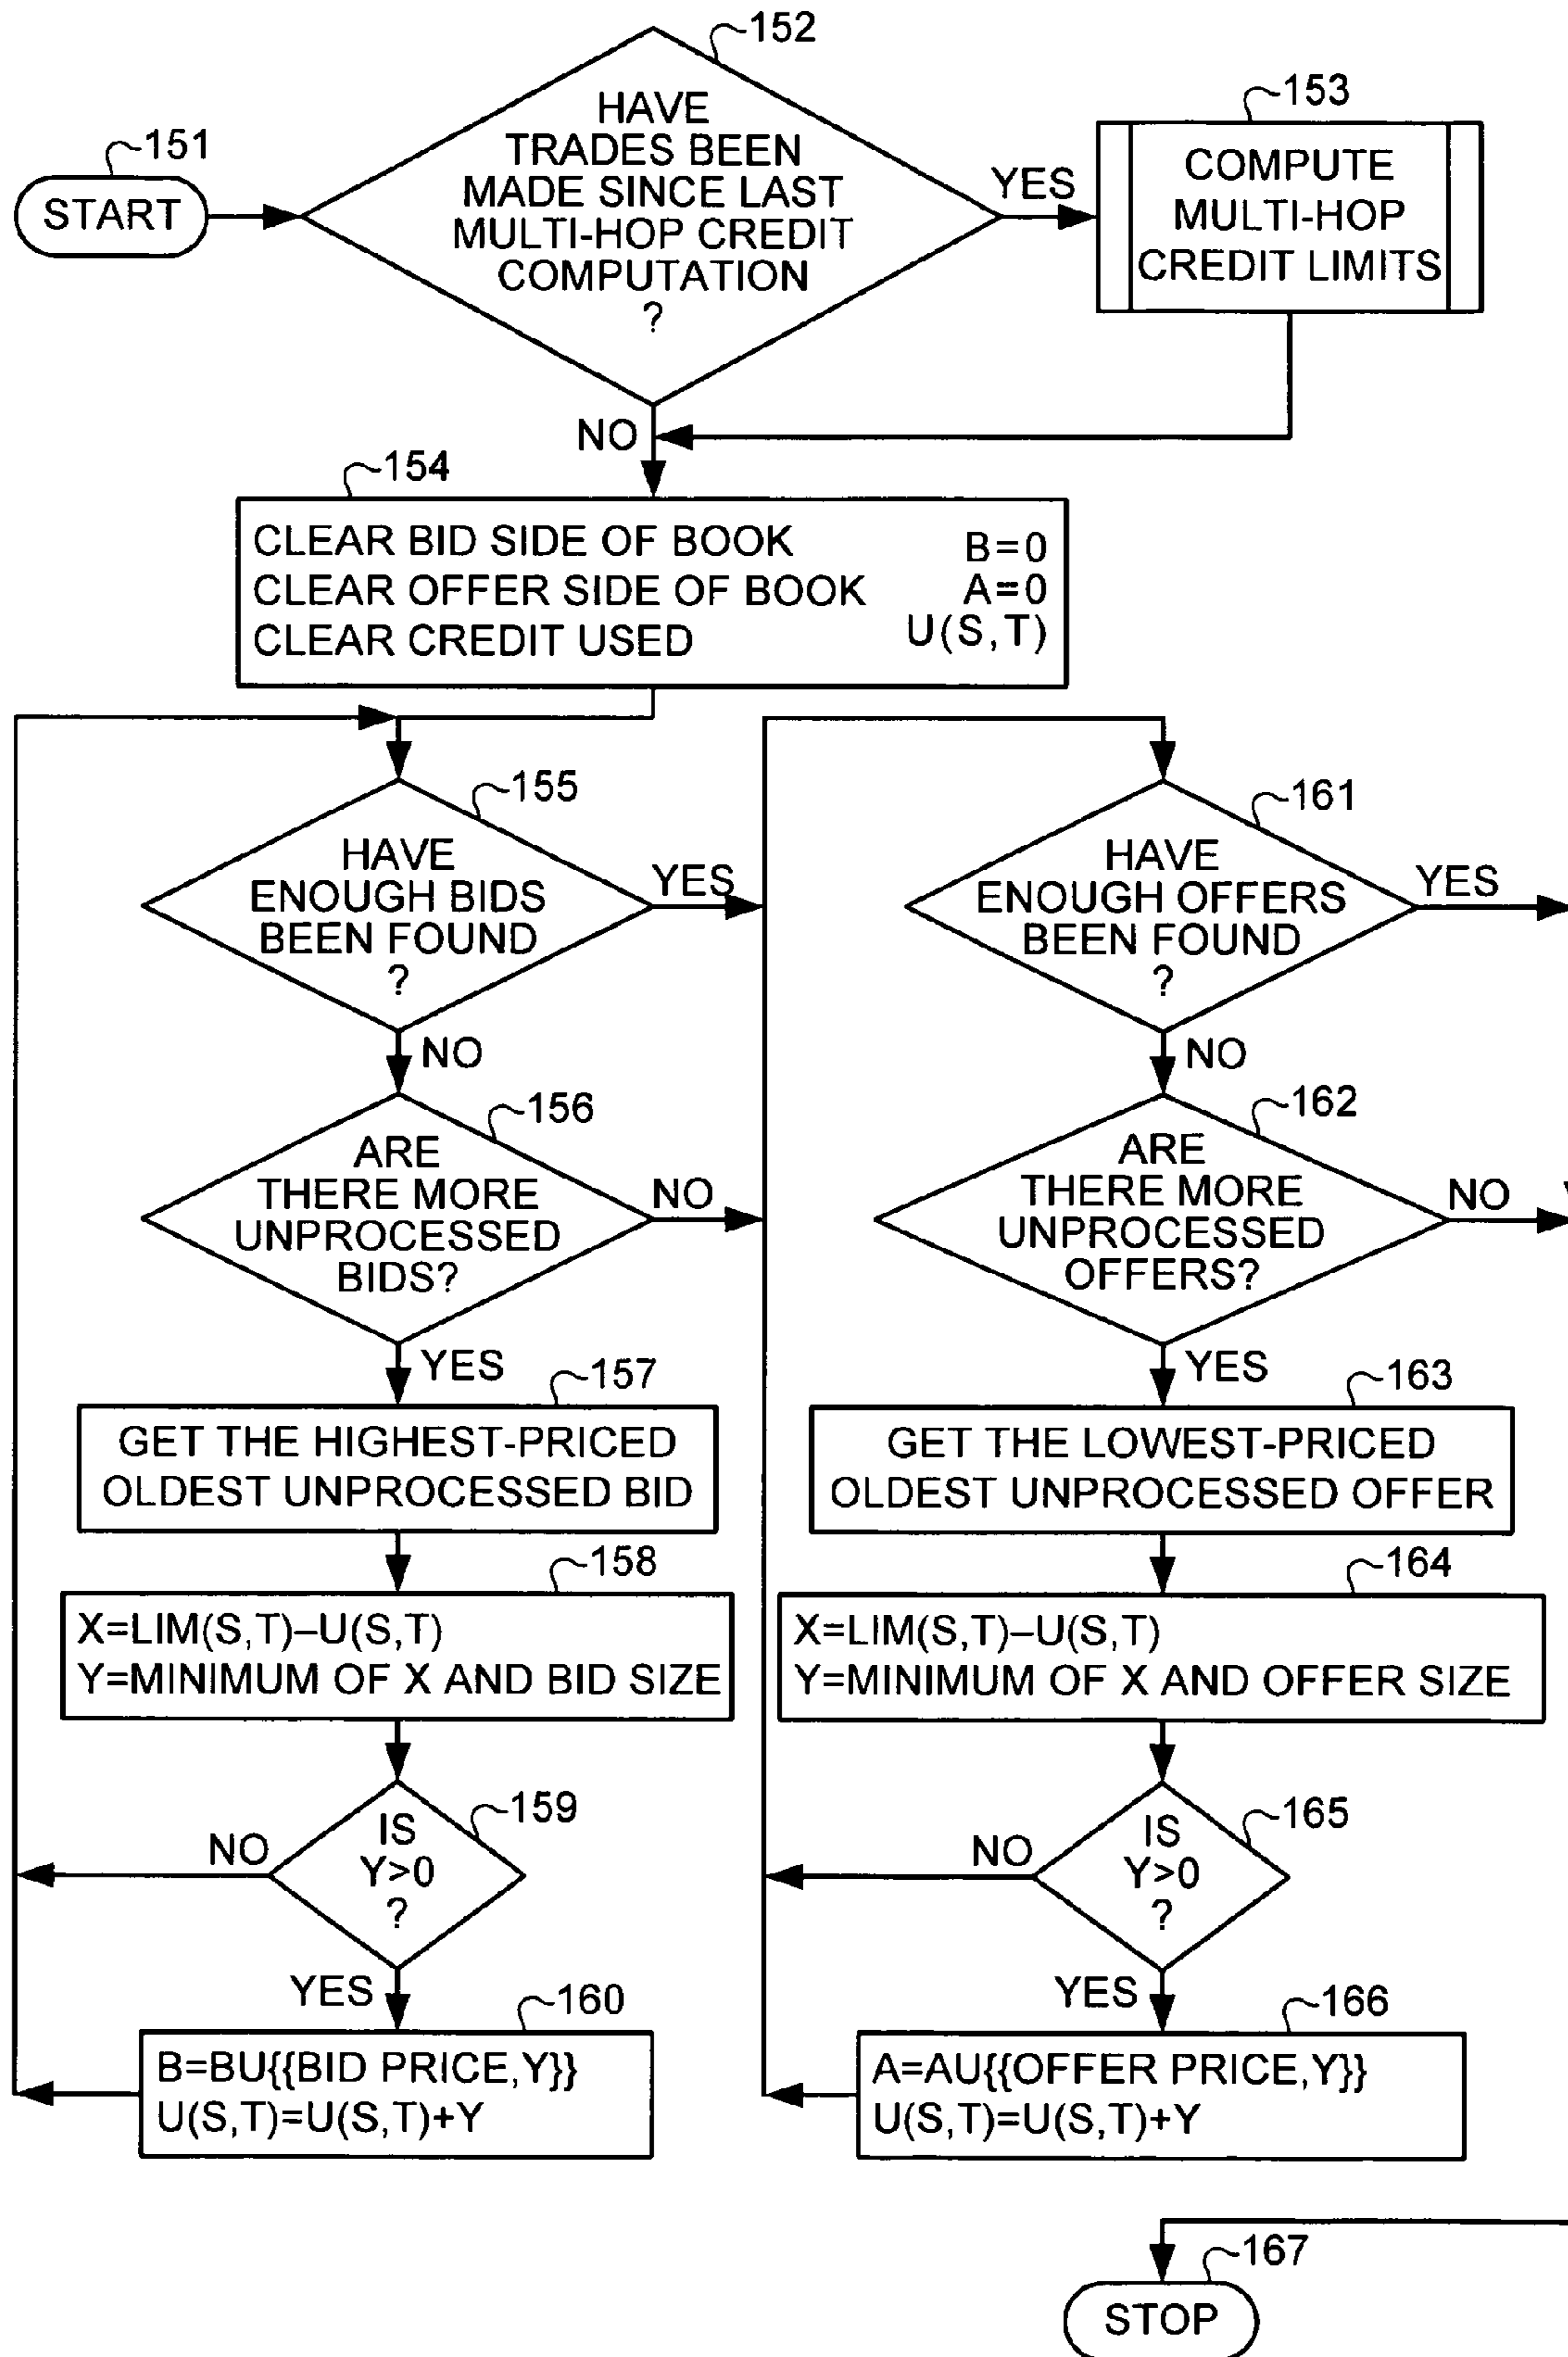 152
HAVE
TRADES BEEN
MADE SINCE LAST
MULTI-HOP CREDIT
COMPUTATION
?
151
START
YES
153
COMPUTE
MULTI-HOP
CREDIT LIMITS
NO
154
CLEAR BID SIDE OF BOOK B=0
CLEAR OFFER SIDE OF BOOK A=0
CLEAR CREDIT USED U(S,T)
155
HAVE
ENOUGH BIDS
BEEN FOUND
?
YES
NO
156
ARE
THERE MORE
UNPROCESSED
BIDS?
NO
YES
157
GET THE HIGHEST-PRICED
OLDEST UNPROCESSED BID
158
X=LIM(S,T)–U(S,T)
Y=MINIMUM OF X AND BID SIZE
159
IS
Y>0
?
NO
YES
160
B=BU{{BID PRICE,Y}}
U(S,T)=U(S,T)+Y
161
HAVE
ENOUGH OFFERS
BEEN FOUND
?
YES
NO
162
ARE
THERE MORE
UNPROCESSED
OFFERS?
NO
YES
163
GET THE LOWEST-PRICED
OLDEST UNPROCESSED OFFER
164
X=LIM(S,T)–U(S,T)
Y=MINIMUM OF X AND OFFER SIZE
165
IS
Y>0
?
NO
YES
166
A=AU{{OFFER PRICE,Y}}
U(S,T)=U(S,T)+Y
167
STOP